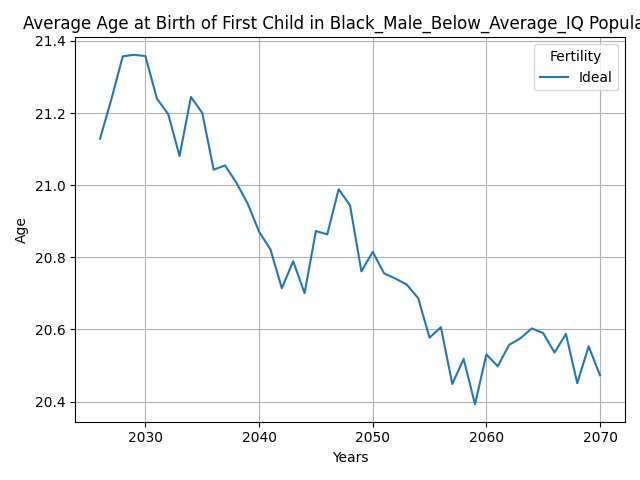 Average Age at Birth of First Child in Black_Male_Below_Average_IQ Popula
21.4
21.2
21.0
20.8
20.6
20.4
Age
Fertility
Ideal
2030 2040 2050 2060 2070
Years